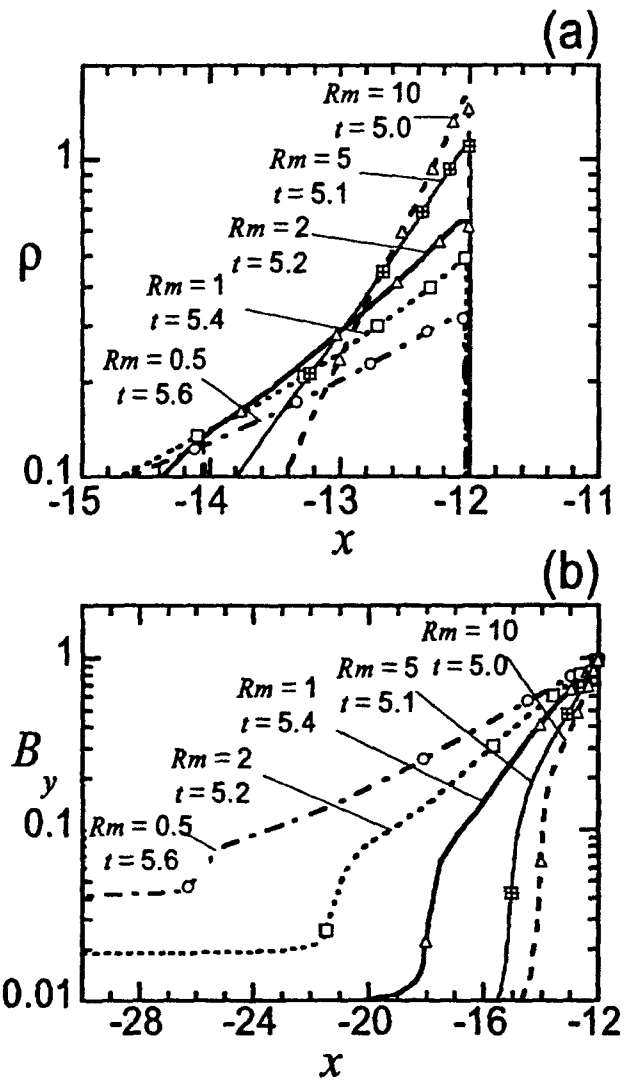 (a)
1
Rm = 10
t = 5.0
Rm = 5
t = 5.1
Rm = 2
t = 5.2
ρ
Rm = 1
t = 5.4
Rm = 0.5
t = 5.6
0.1
-15 -14 -13 -12 -11
x
(b)
1
Rm = 10
t = 5.0
Rm = 5
t = 5.1
Rm = 1
t = 5.4
B_y
Rm = 2
t = 5.2
0.1
Rm = 0.5
t = 5.6
0.01
-28 -24 -20 -16 -12
x